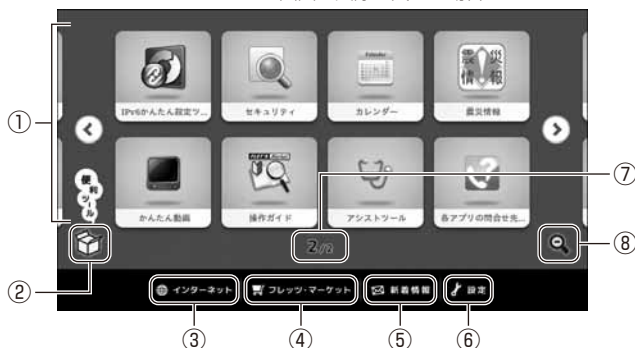 ①
IPv6かんたん設定ツ...
セキュリティ
カレンダー
震災情報
便利ツール
かんたん動画
操作ガイド
アシストツール
各アプリの問合せ先...
⑦
2/2
⑧
②
インターネット
フレッツ・マーケット
新着情報
設定
③
④
⑤
⑥